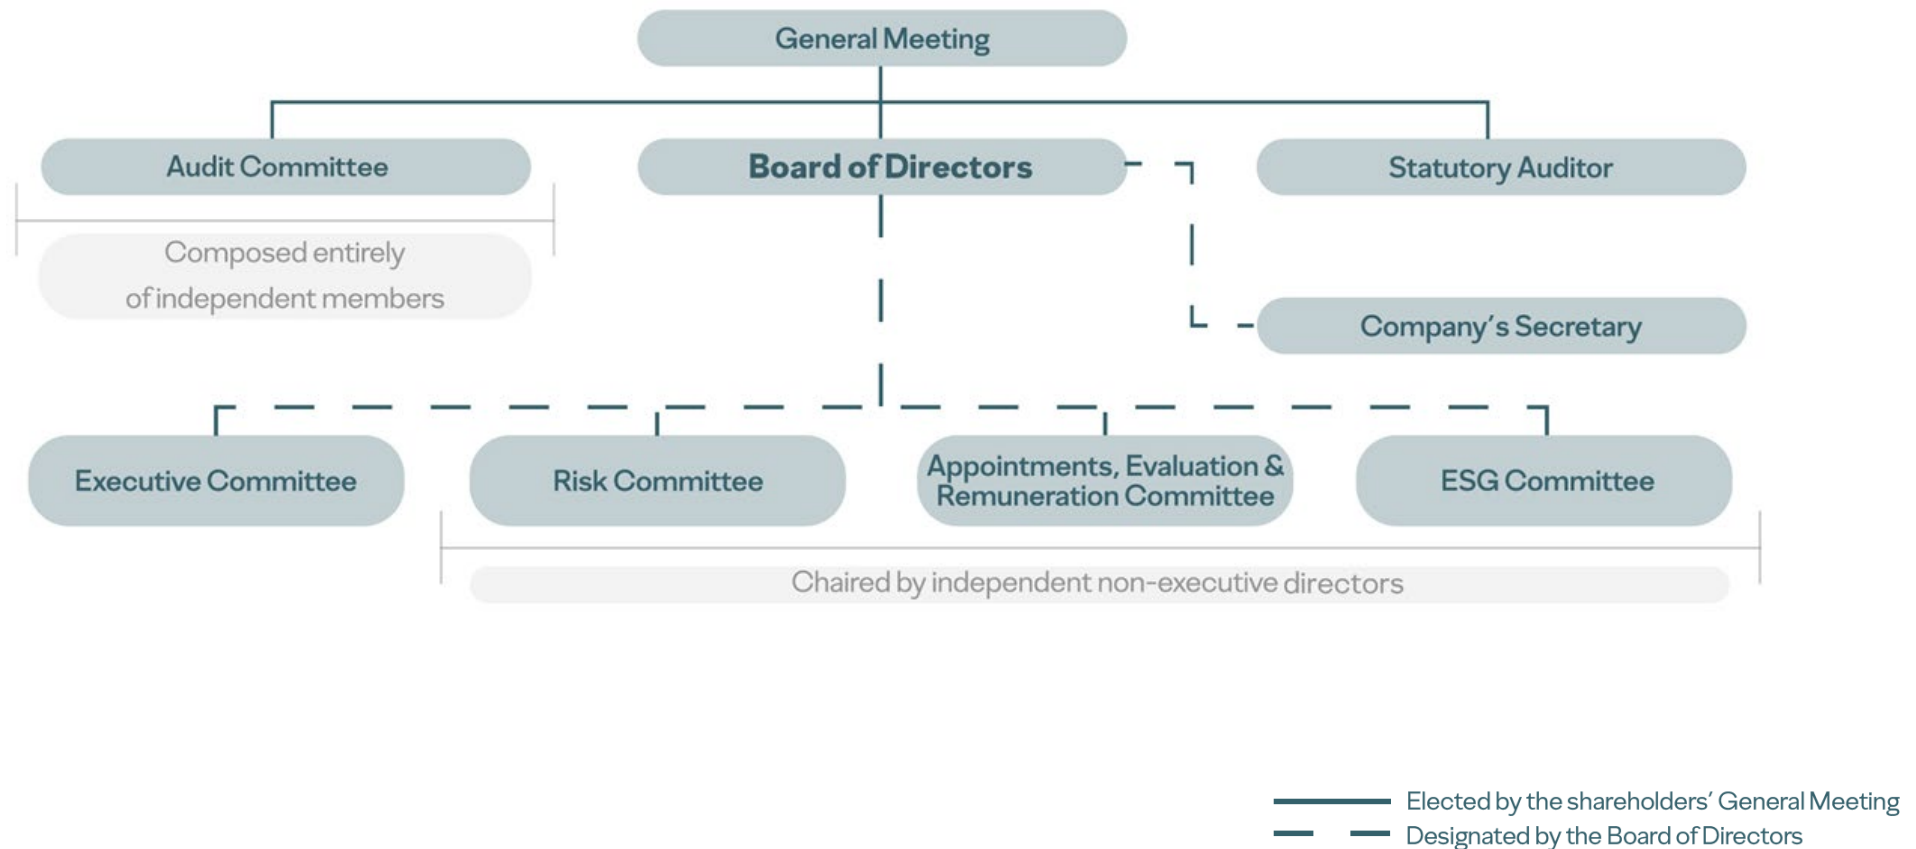 General Meeting
Audit Committee
Board of Directors
Statutory Auditor
Composed entirely
of independent members
Company's Secretary
Executive Committee
Risk Committee
Appointments, Evaluation &
Remuneration Committee
ESG Committee
Chaired by independent non-executive directors
Elected by the shareholders' General Meeting
Designated by the Board of Directors